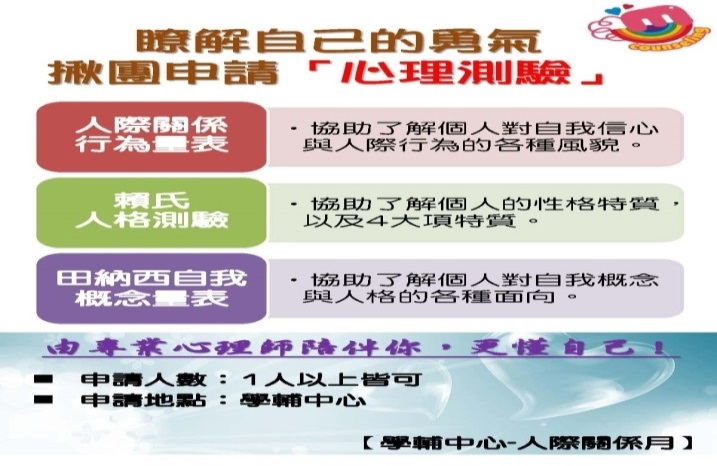 瞭解自己的勇氣
揪團申請「心理測驗」
counseling
人際關係
行為量表
・協助了解個人對自我信心
與人際行為的各種風貌。
賴氏
人格測驗
・協助了解個人的性格特質，
以及4大項特質。
田納西自我
概念量表
・協助了解個人對自我概念
與人格的各種面向。
由專業心理師陪伴你，更懂自己！
■ 申請人數：1人以上皆可
■ 申請地點：學輔中心
【學輔中心-人際關係月】